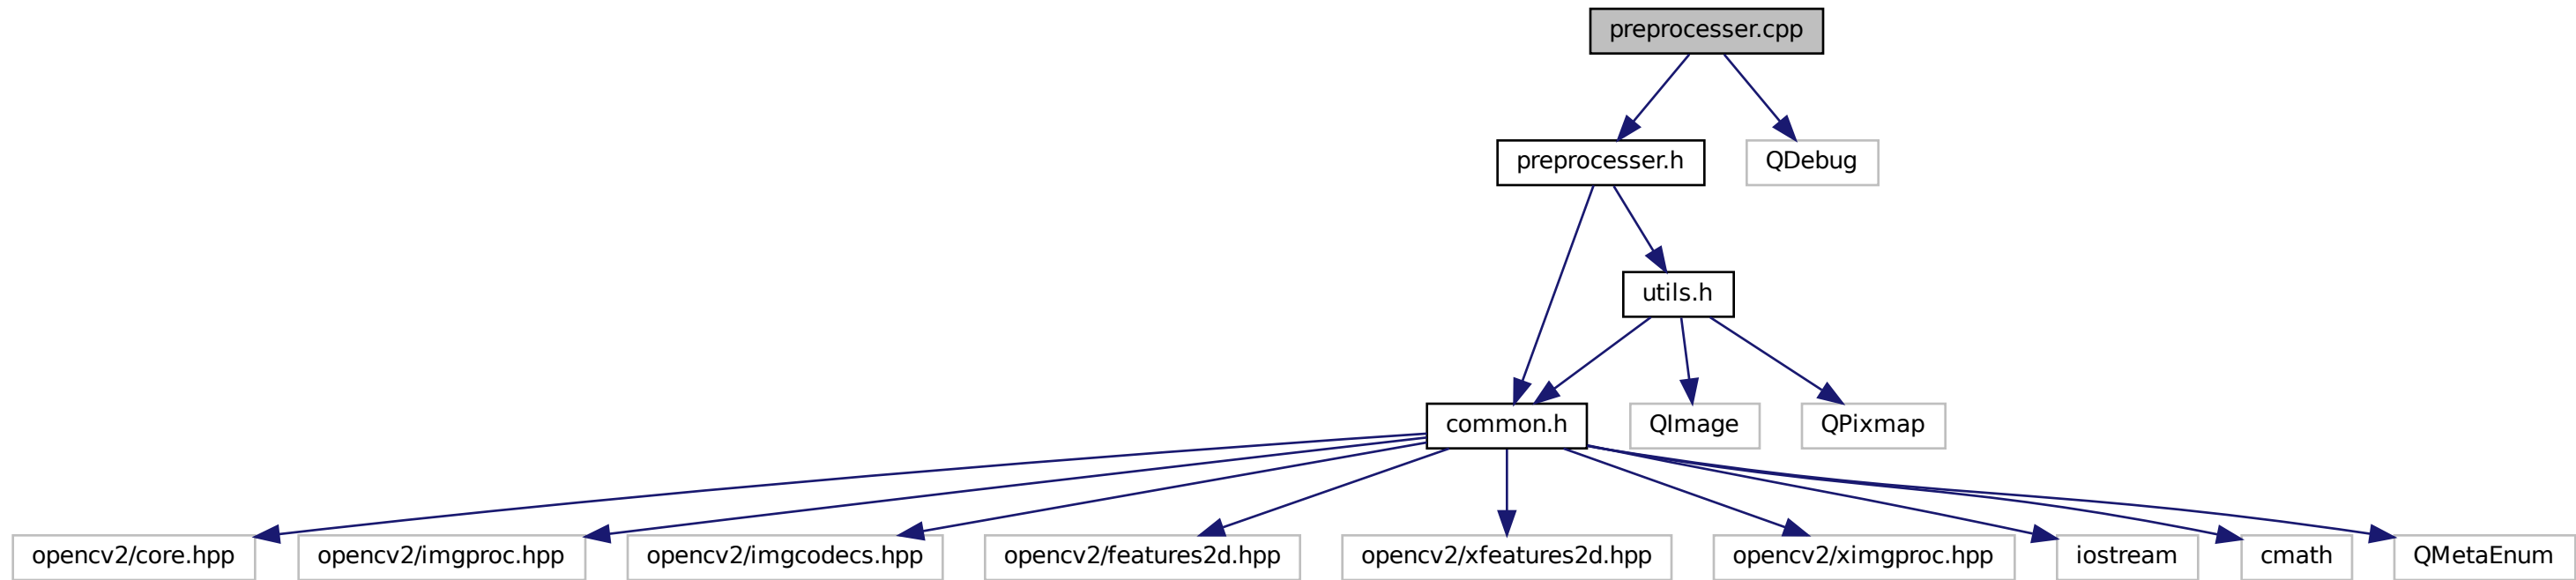 preprocesser.cpp
preprocesser.h
QDebug
utils.h
common.h
QImage
QPixmap
opencv2/core.hpp
opencv2/imgproc.hpp
opencv2/imgcodecs.hpp
opencv2/features2d.hpp
opencv2/xfeatures2d.hpp
opencv2/ximgproc.hpp
iostream
cmath
QMetaEnum